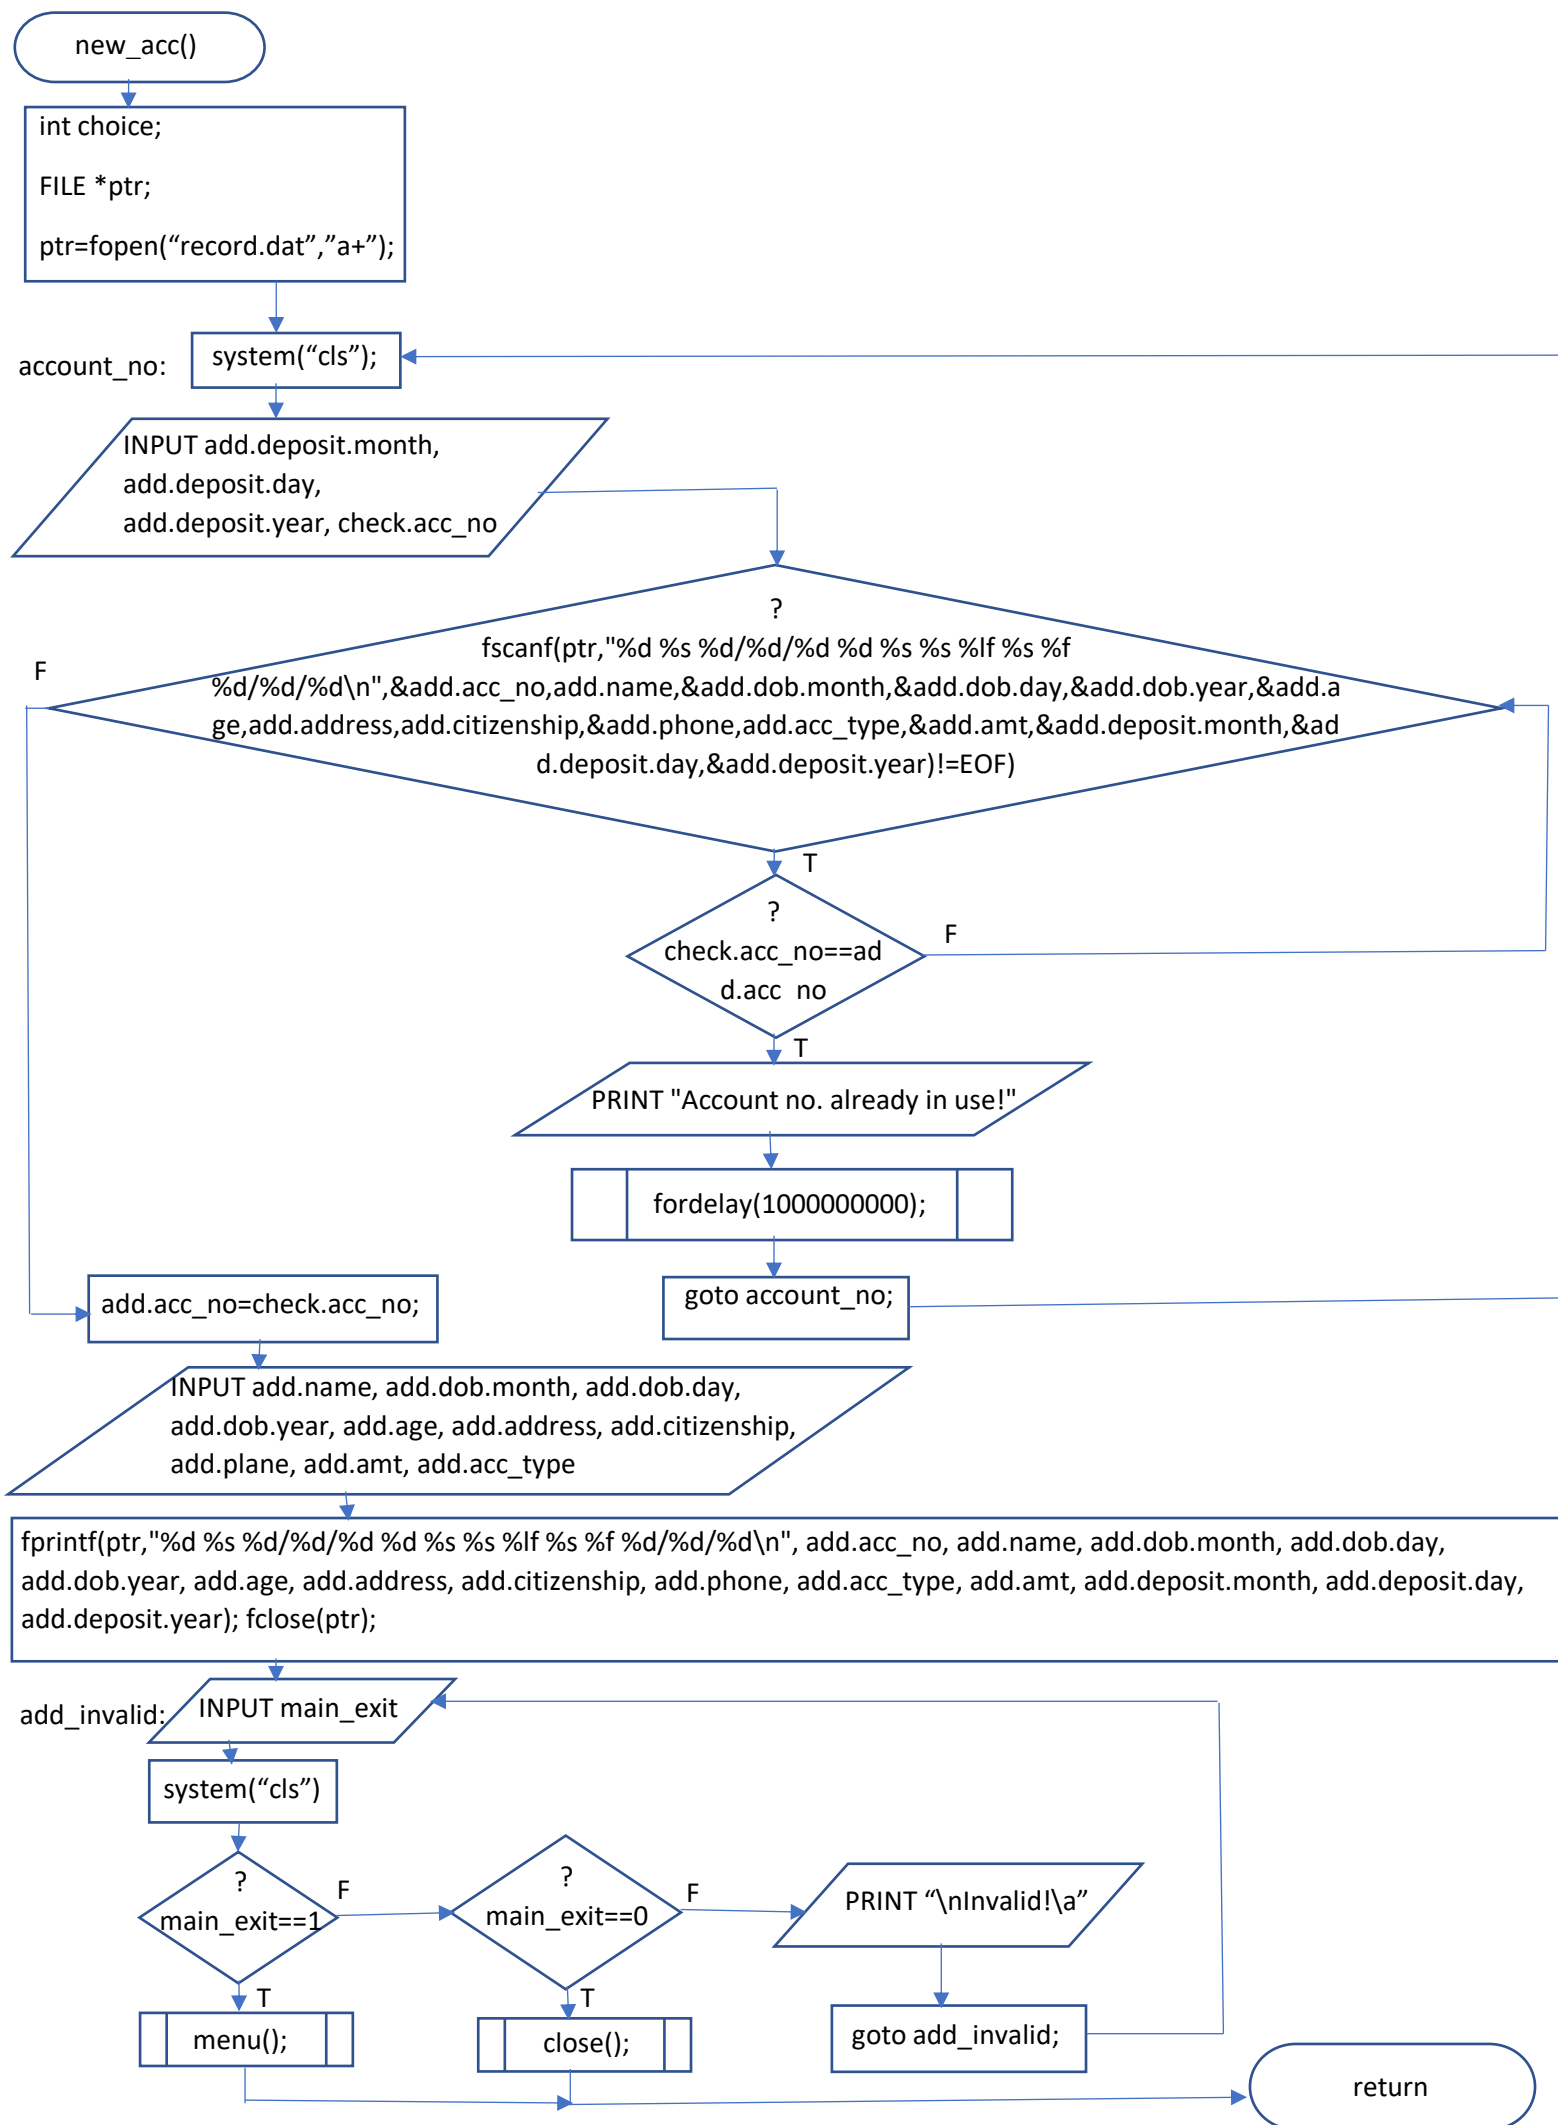 new_acc()
int choice;
FILE *ptr;
ptr=fopen(“record.dat”,”a+”);
account_no:
system(“cls”);
INPUT add.deposit.month,
add.deposit.day,
add.deposit.year, check.acc_no
?
fscanf(ptr,"%d %s %d/%d/%d %d %s %s %lf %s %f
%d/%d/%d\n",&add.acc_no,add.name,&add.dob.month,&add.dob.day,&add.dob.year,&add.a
ge,add.address,add.citizenship,&add.phone,add.acc_type,&add.amt,&add.deposit.month,&ad
d.deposit.day,&add.deposit.year)!=EOF)
F
T
?
check.acc_no==ad
d.acc no
F
T
PRINT "Account no. already in use!"
fordelay(1000000000);
goto account_no;
add.acc_no=check.acc_no;
INPUT add.name, add.dob.month, add.dob.day,
add.dob.year, add.age, add.address, add.citizenship,
add.plane, add.amt, add.acc_type
fprintf(ptr,"%d %s %d/%d/%d %d %s %s %lf %s %f %d/%d/%d\n", add.acc_no, add.name, add.dob.month, add.dob.day,
add.dob.year, add.age, add.address, add.citizenship, add.phone, add.acc_type, add.amt, add.deposit.month, add.deposit.day,
add.deposit.year); fclose(ptr);
add_invalid:
INPUT main_exit
system(“cls”)
?
main_exit==1
F
T
?
main_exit==0
F
T
PRINT “\nInvalid!\a”
menu();
close();
goto add_invalid;
return